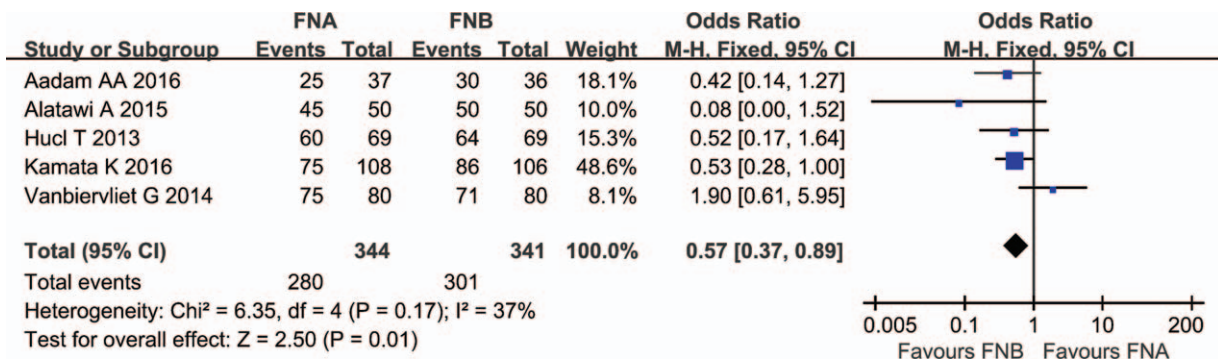 FNA FNB Odds Ratio Odds Ratio
Study or Subgroup Events Total Events Total Weight M-H, Fixed, 95% CI M-H, Fixed, 95% CI
Aadam AA 2016 25 37 30 36 18.1% 0.42 [0.14, 1.27]
Alatawi A 2015 45 50 50 50 10.0% 0.08 [0.00, 1.52]
Hucl T 2013 60 69 64 69 15.3% 0.52 [0.17, 1.64]
Kamata K 2016 75 108 86 106 48.6% 0.53 [0.28, 1.00]
Vanbiervliet G 2014 75 80 71 80 8.1% 1.90 [0.61, 5.95]
Total (95% CI) 344 341 100.0% 0.57 [0.37, 0.89]
Total events 280 301
Heterogeneity: Chi² = 6.35, df = 4 (P = 0.17); I² = 37%
Test for overall effect: Z = 2.50 (P = 0.01)
0.005 0.1 1 10 200
Favours FNB Favours FNA